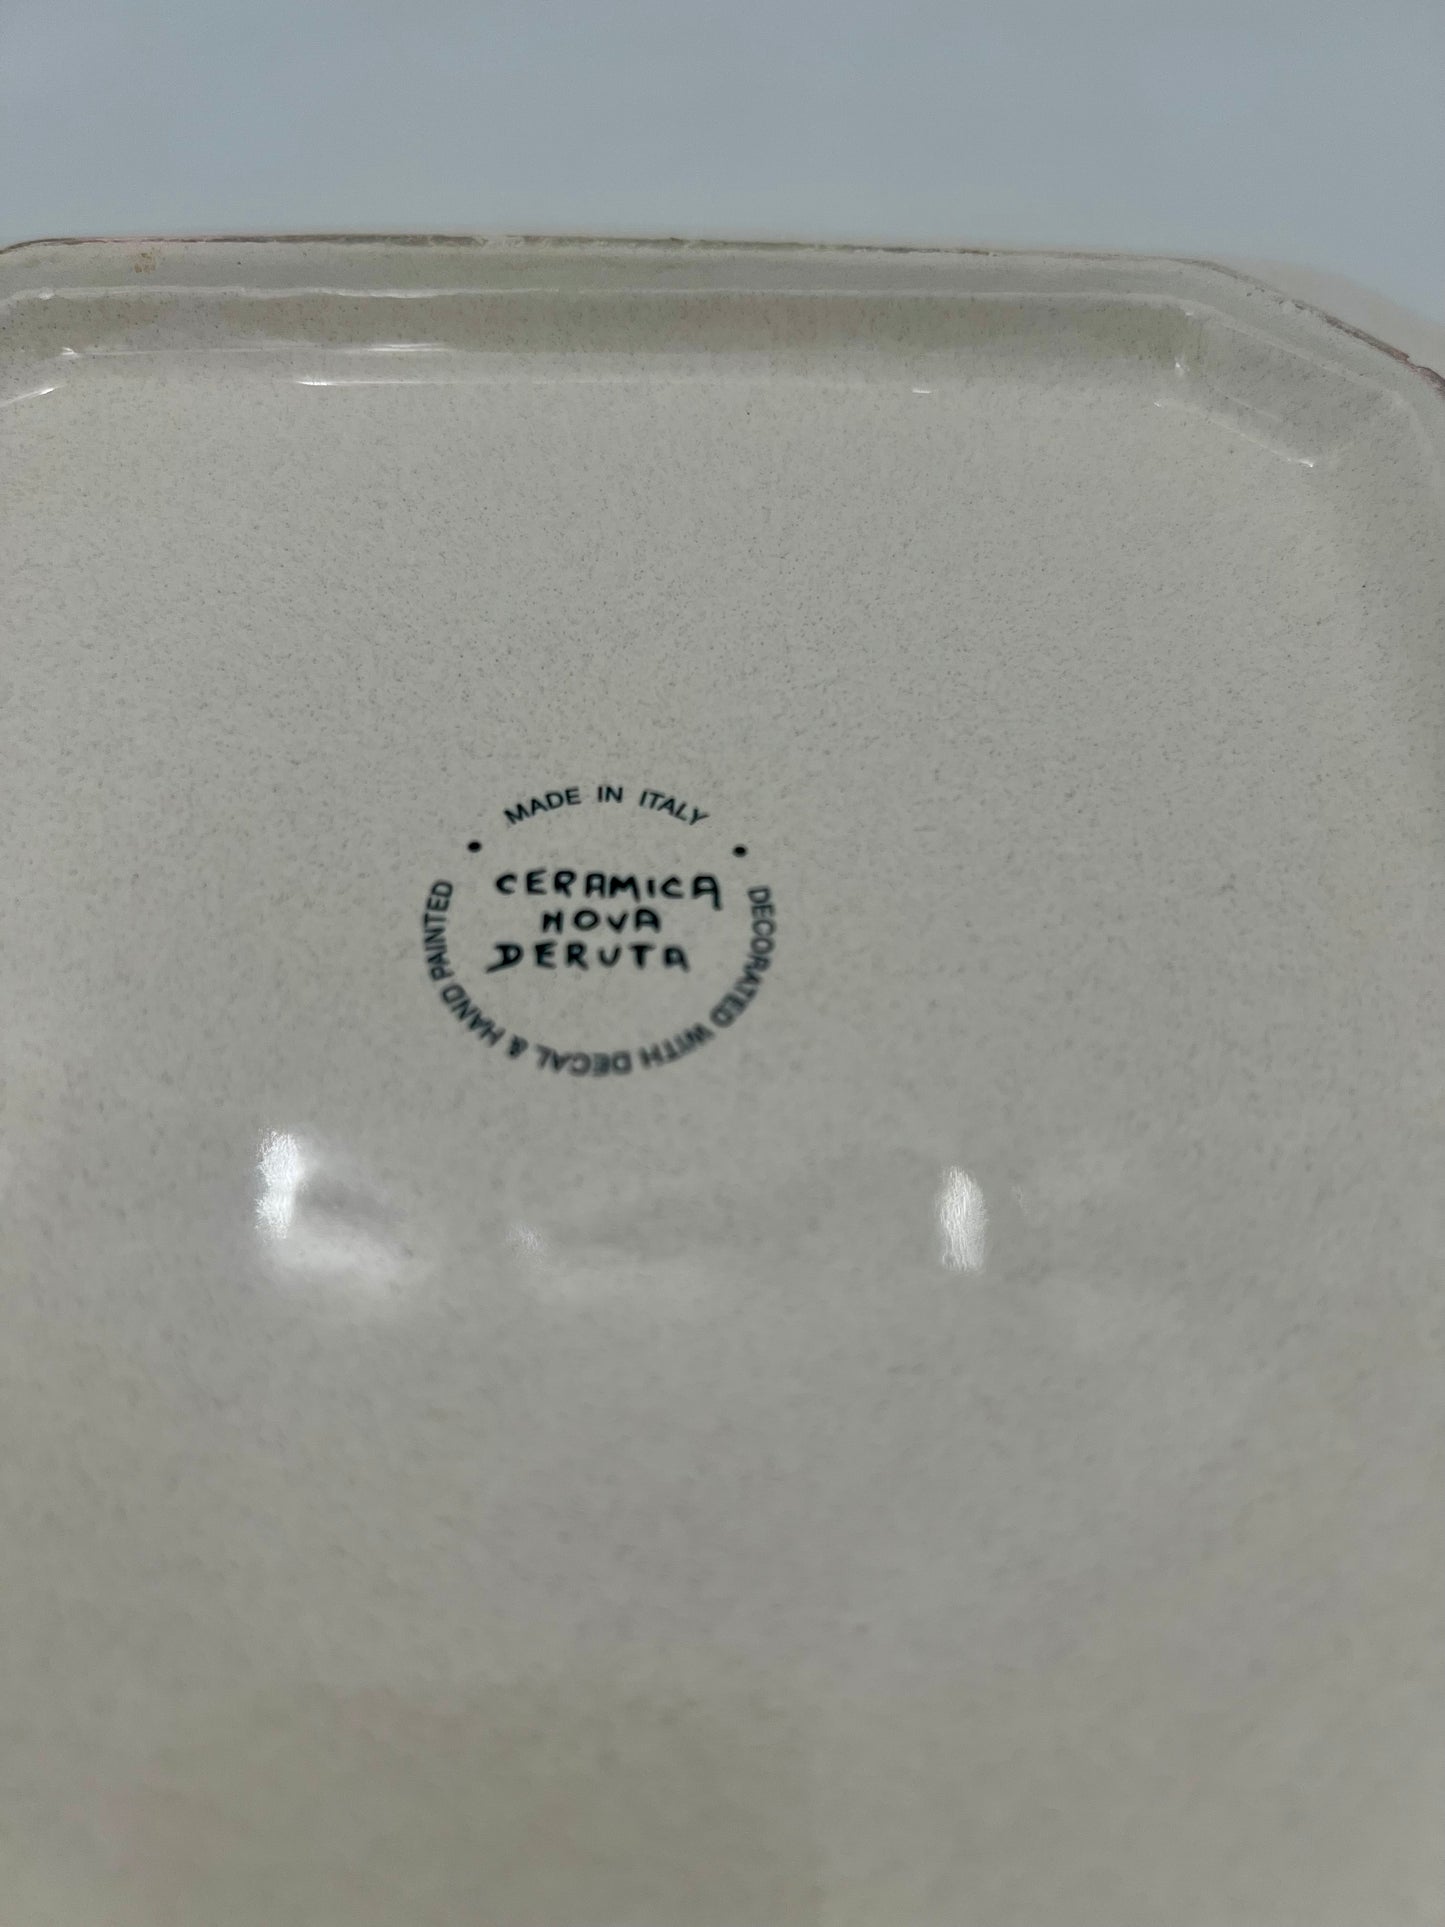 MADE IN ITALY
CERAMICA
NOVA
DERUTA
DECORATED WITH DECAL & HAND PAINTED